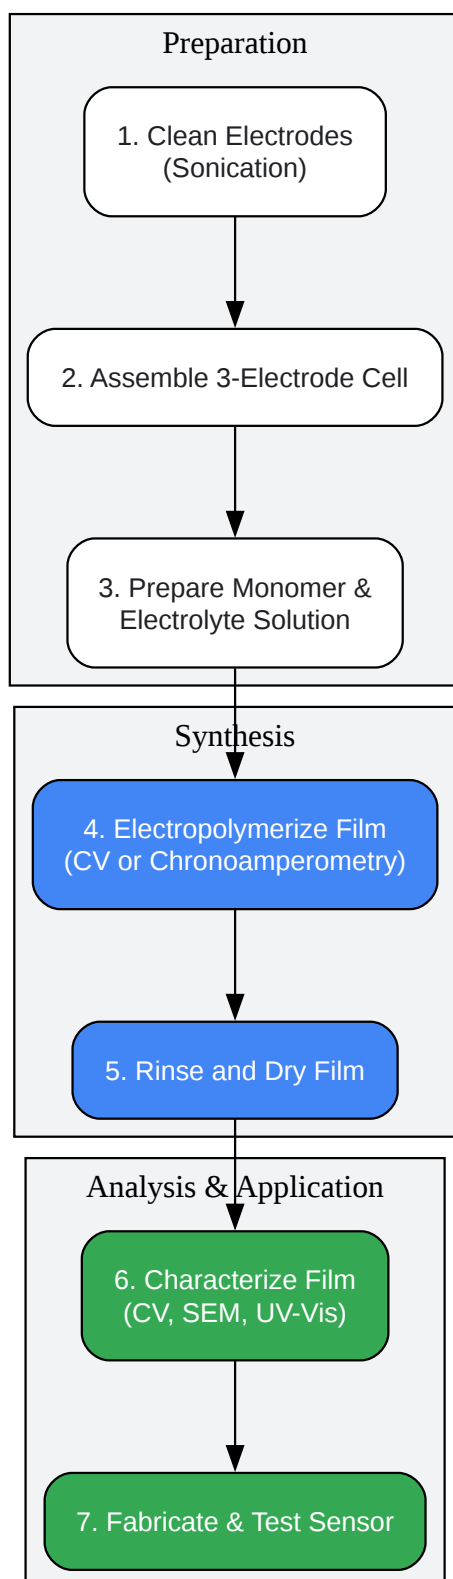 Preparation
1. Clean Electrodes
(Sonication)
2. Assemble 3-Electrode Cell
3. Prepare Monomer &
Electrolyte Solution
Synthesis
4. Electropolymerize Film
(CV or Chronoamperometry)
5. Rinse and Dry Film
Analysis & Application
6. Characterize Film
(CV, SEM, UV-Vis)
7. Fabricate & Test Sensor